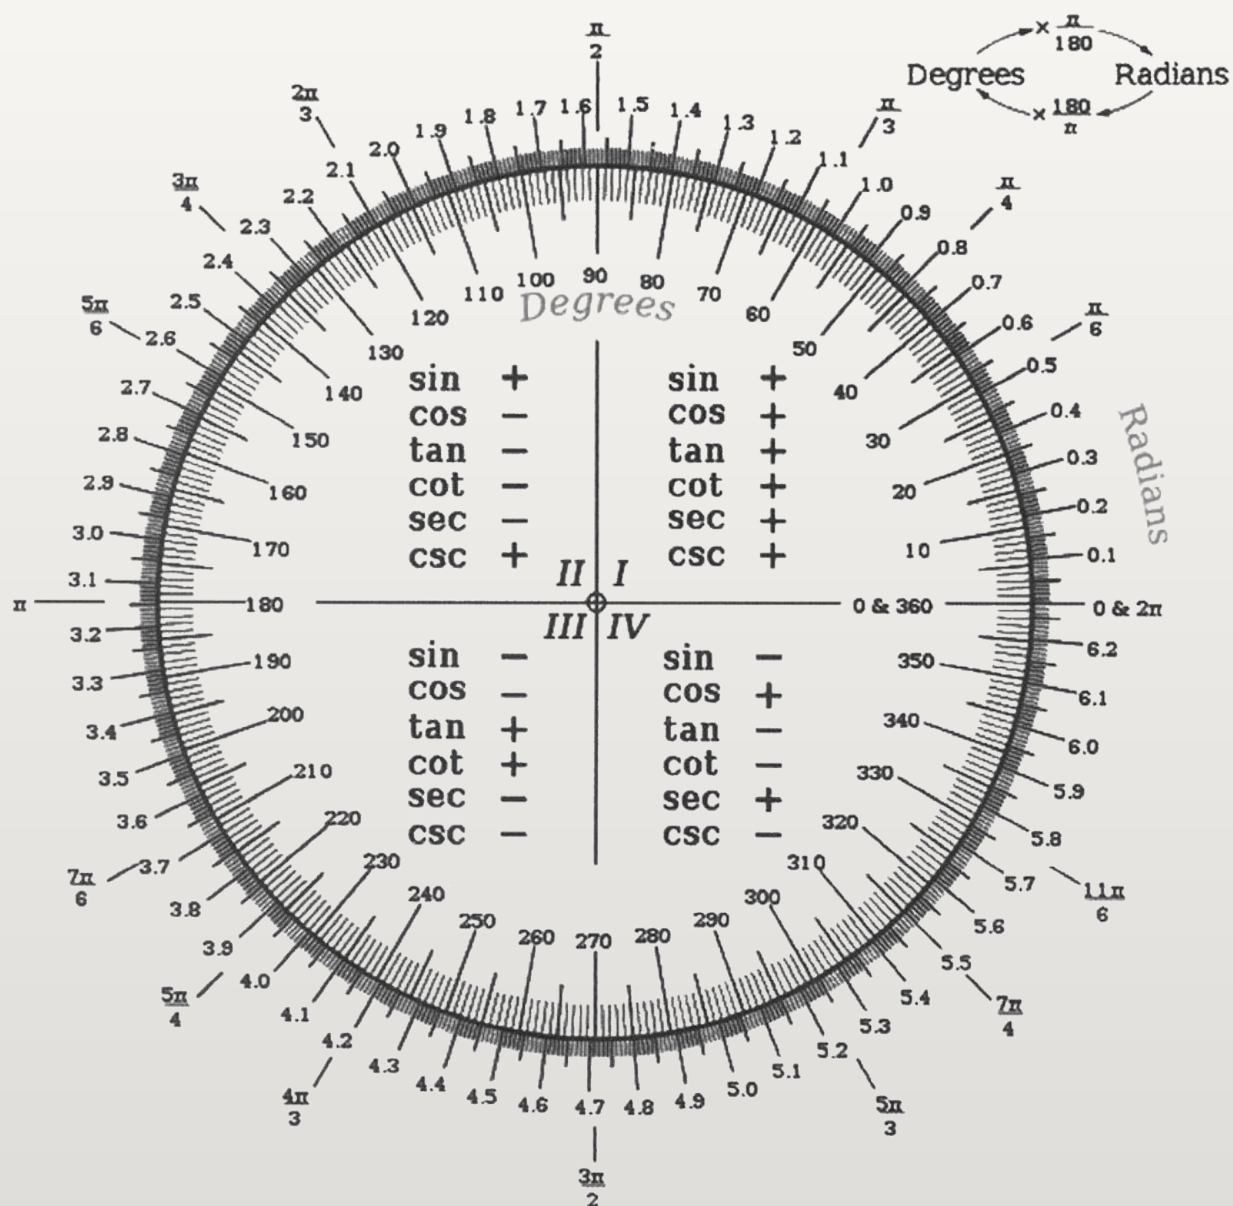 π/2
× π/180
Degrees Radians
× 180/π
2π/3
π/3
3π/4
π/4
5π/6
π/6
1.9 1.8 1.7 1.6 1.5 1.4 1.3 1.2
2.1 2.0 1.1 1.0
2.2 0.9
2.3 0.8
2.4 0.7
2.5 0.6
2.6 0.5
2.7 0.4
2.8 0.3
2.9 0.2
3.0 0.1
3.1
120 110 100 90 80 70 60
Degrees
130 50
140 40
150 30
160 20
170 10
Radians
sin + sin +
cos − cos +
tan − tan +
cot − cot +
sec − sec +
csc + csc +
II I
π 180 0 & 360 0 & 2π
III IV
sin − sin −
cos − cos +
tan + tan −
cot + cot −
sec − sec +
csc − csc −
190 350
200 340
210 330
220 320
230 310
240 250 260 270 280 290 300
3.2 6.2
3.3 6.1
3.4 6.0
3.5 5.9
3.6 5.8
3.7 5.7
3.8 5.6
3.9 5.5
4.0 5.4
4.1 5.3
4.2 4.3 4.4 4.5 4.6 4.7 4.8 4.9 5.0 5.1 5.2
7π/6
11π/6
5π/4
7π/4
4π/3
5π/3
3π/2